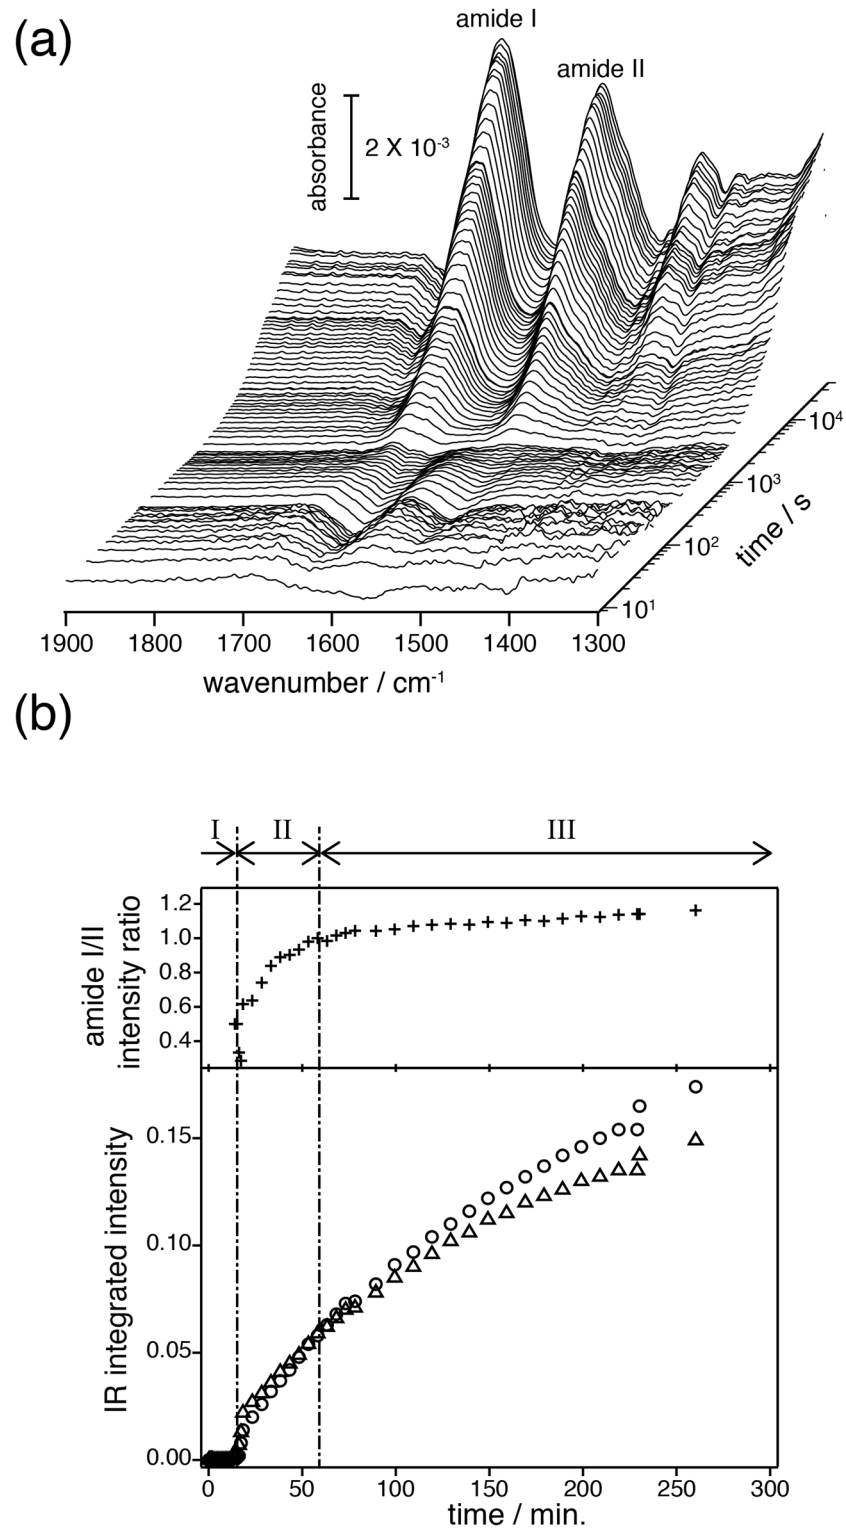 (a)
amide I
amide II
absorbance
2 X 10⁻³
10⁴
10³
10²
10¹
time / s
1900 1800 1700 1600 1500 1400 1300
wavenumber / cm⁻¹
(b)
I II III
amide I/II
intensity ratio
1.2
1.0
0.8
0.6
0.4
IR integrated intensity
0.15
0.10
0.05
0.00
0 50 100 150 200 250 300
time / min.